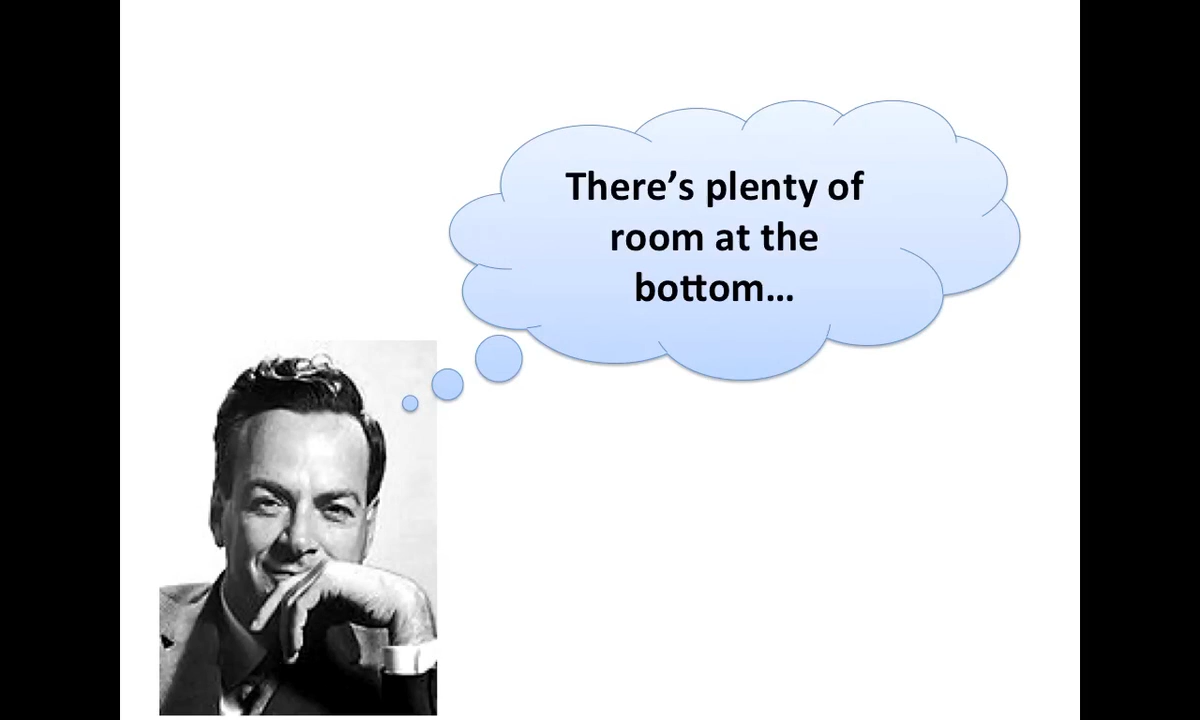 There’s plenty of
room at the
bottom…